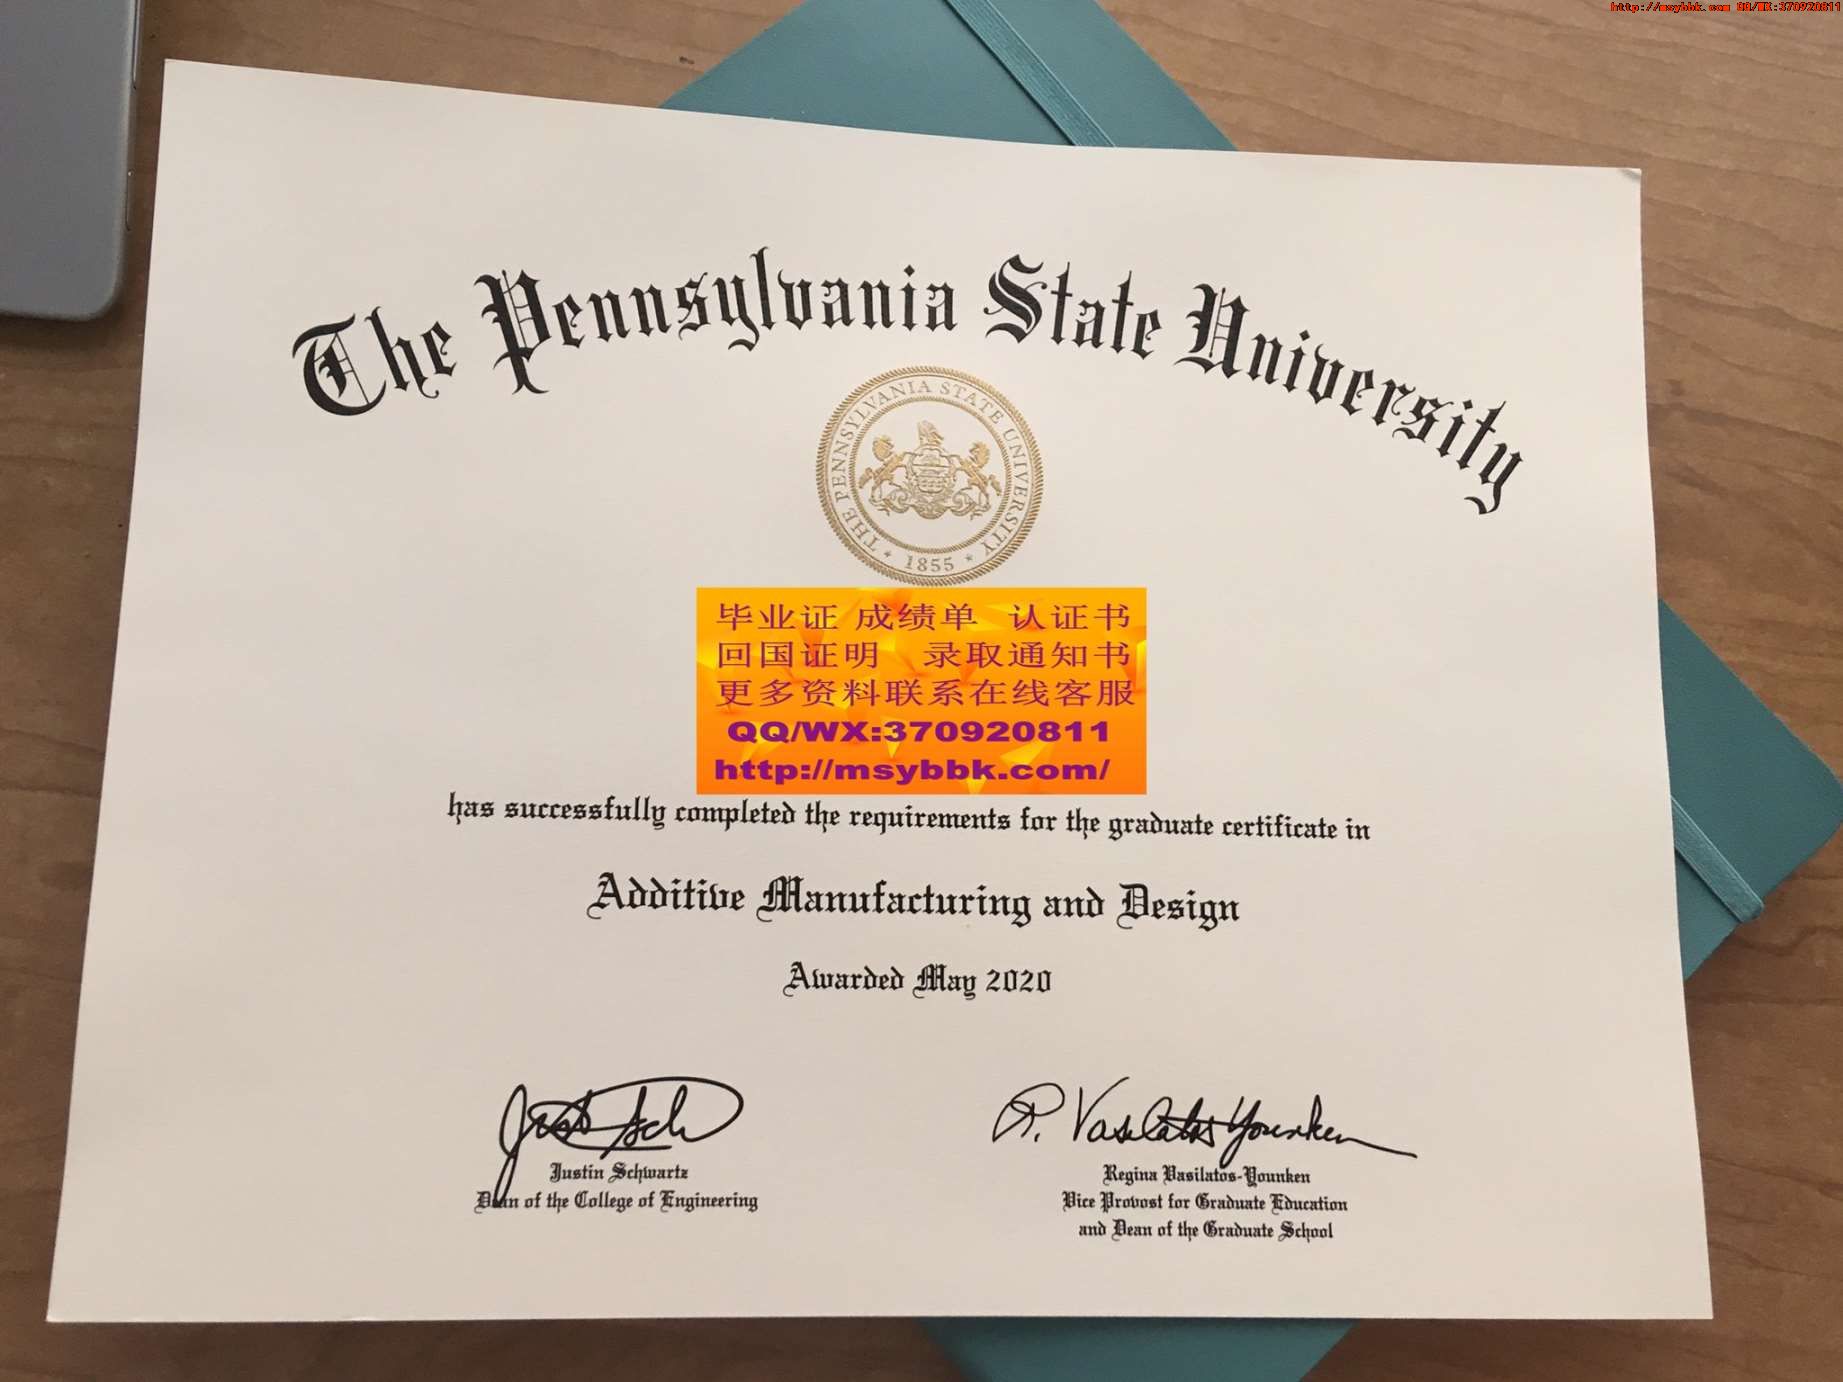 http://msybbk.com QQ/WX:370920811
The Pennsylvania State University
THE PENNSYLVANIA STATE UNIVERSITY
1855
毕业证 成绩单 认证书
回国证明 录取通知书
更多资料联系在线客服
QQ/WX:370920811
http://msybbk.com/
has successfully completed the requirements for the graduate certificate in
Additive Manufacturing and Design
Awarded May 2020
Justin Schwartz
Dean of the College of Engineering
R. Vasilatos-Younken
Regina Vasilatos-Younken
Vice Provost for Graduate Education
and Dean of the Graduate School